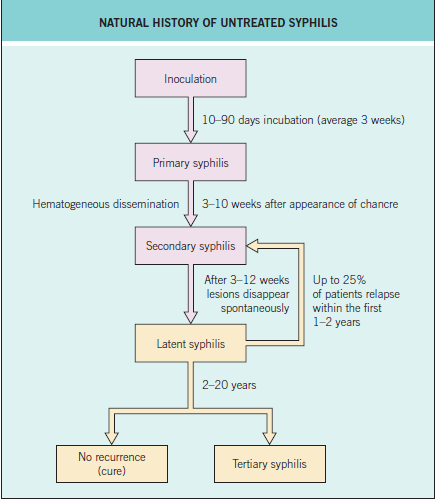 NATURAL HISTORY OF UNTREATED SYPHILIS
Inoculation
10–90 days incubation (average 3 weeks)
Primary syphilis
Hematogeneous dissemination
3–10 weeks after appearance of chancre
Secondary syphilis
After 3–12 weeks
lesions disappear
spontaneously
Up to 25%
of patients relapse
within the first
1–2 years
Latent syphilis
2–20 years
No recurrence
(cure)
Tertiary syphilis